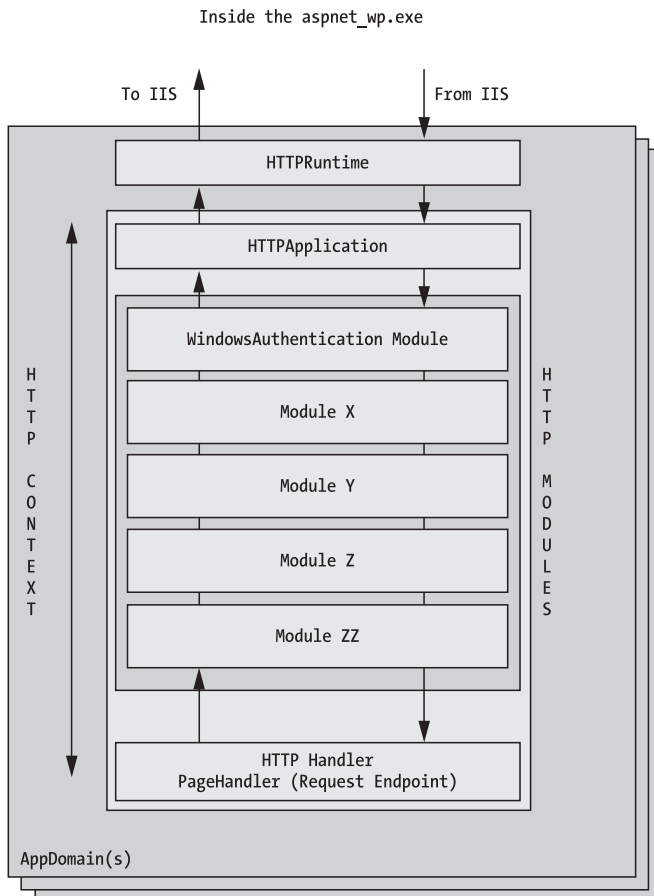 Inside the aspnet_wp.exe
To IIS
From IIS
HTTPRuntime
HTTPApplication
WindowsAuthentication Module
Module X
Module Y
Module Z
Module ZZ
HTTP CONTEXT
HTTP MODULES
HTTP Handler
PageHandler (Request Endpoint)
AppDomain(s)